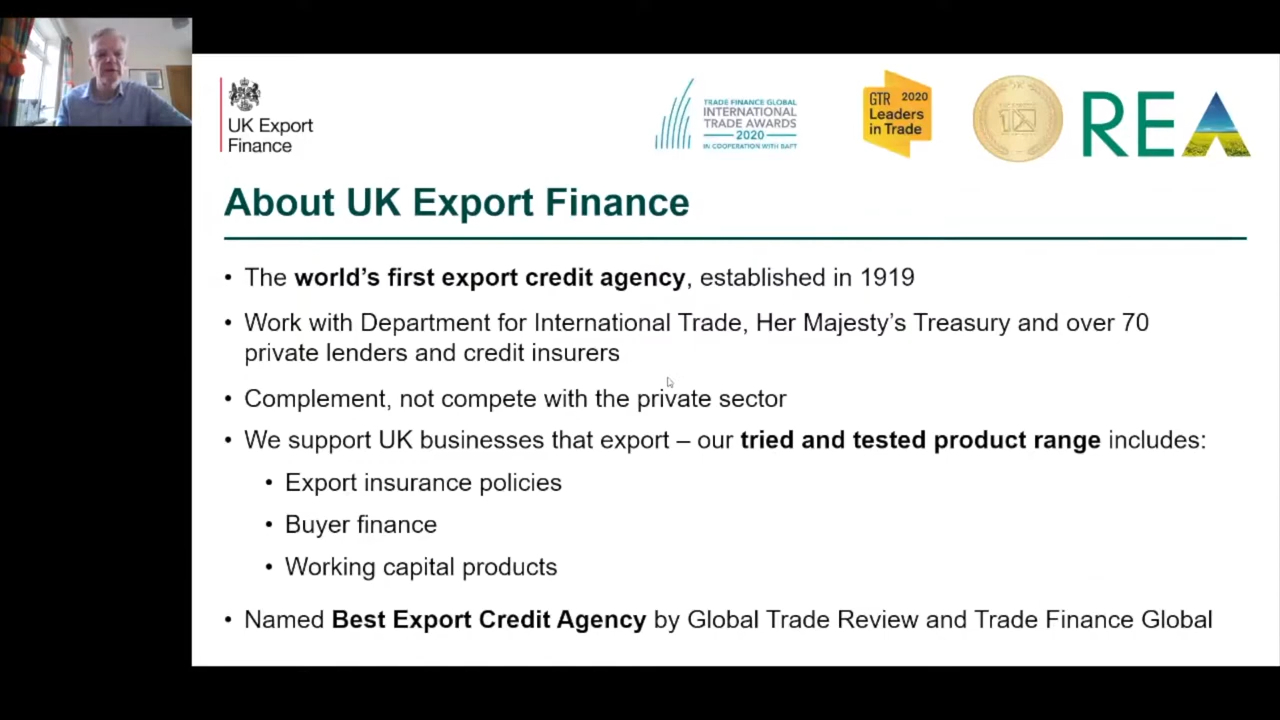 UK Export
Finance
TRADE FINANCE GLOBAL
INTERNATIONAL
TRADE AWARDS
2020
IN COOPERATION WITH BAFT
GTR 2020
Leaders
in Trade
REA
About UK Export Finance
• The world's first export credit agency, established in 1919
• Work with Department for International Trade, Her Majesty's Treasury and over 70
private lenders and credit insurers
• Complement, not compete with the private sector
• We support UK businesses that export – our tried and tested product range includes:
• Export insurance policies
• Buyer finance
• Working capital products
• Named Best Export Credit Agency by Global Trade Review and Trade Finance Global